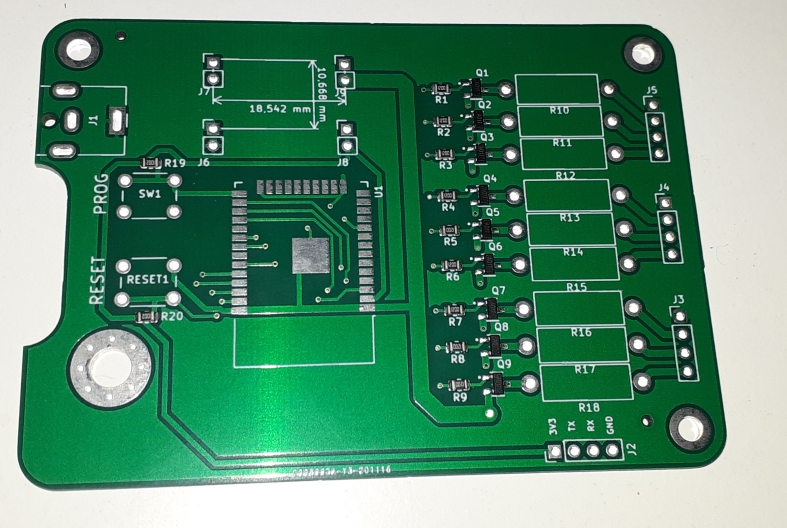 J7
J5
10,668 mm
18,542 mm
J6
J8
J1
R19
PROG
SW1
U1
RESET
RESET1
R20
Q1
R1
R10
Q2
R2
R11
Q3
R3
R12
J5
Q4
R4
R13
Q5
R5
R14
Q6
R6
R15
J4
Q7
R7
R16
Q8
R8
R17
Q9
R9
R18
J3
3V3
TX
RX
GND
J2